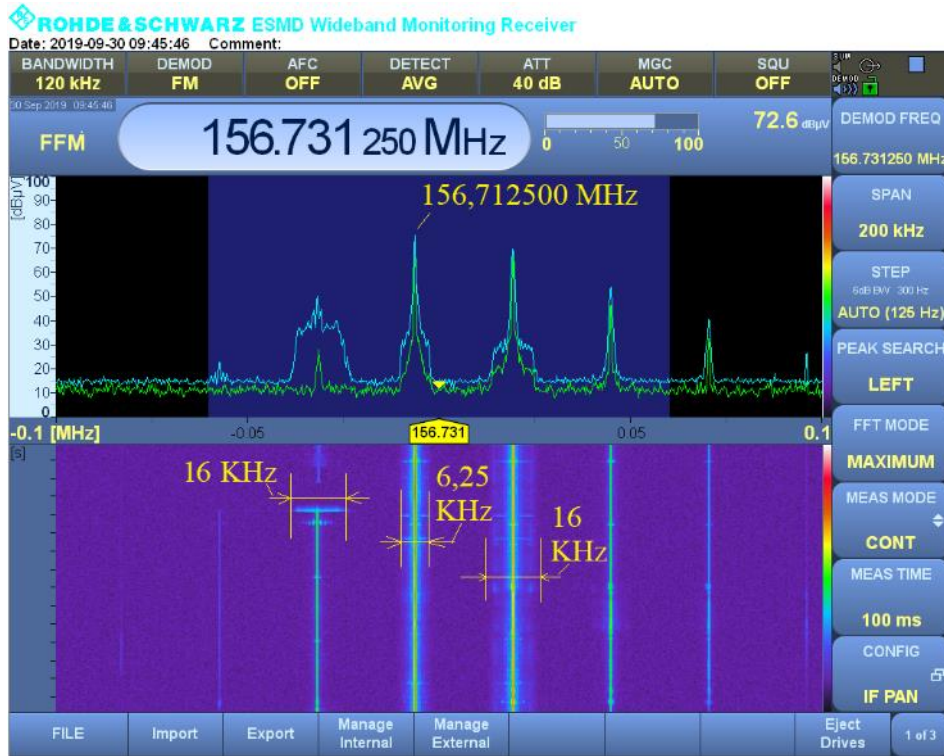 ROHDE & SCHWARZ ESMD Wideband Monitoring Receiver
Date: 2019-09-30 09:45:46 Comment:
BANDWIDTH DEMOD AFC DETECT ATT MGC SQU
120 kHz FM OFF AVG 40 dB AUTO OFF
SUM
DEMOD
Sep 2019 09:45:46
FFM 156.731 250 MHz 0 50 100 72.6 dBµV
DEMOD FREQ
156.731250 MHz
[dBµV]
100
90
80
70
60
50
40
30
20
10
0
156,712500 MHz
SPAN
200 kHz
STEP
6dB BW 300 Hz
AUTO (125 Hz)
PEAK SEARCH
LEFT
-0.1 [MHz] -0.05 156.731 0.05 0.1
FFT MODE
MAXIMUM
[s]
16 KHz
6,25
KHz
16
KHz
MEAS MODE
CONT
MEAS TIME
100 ms
CONFIG
IF PAN
FILE Import Export Manage Internal Manage External Eject Drives 1 of 3